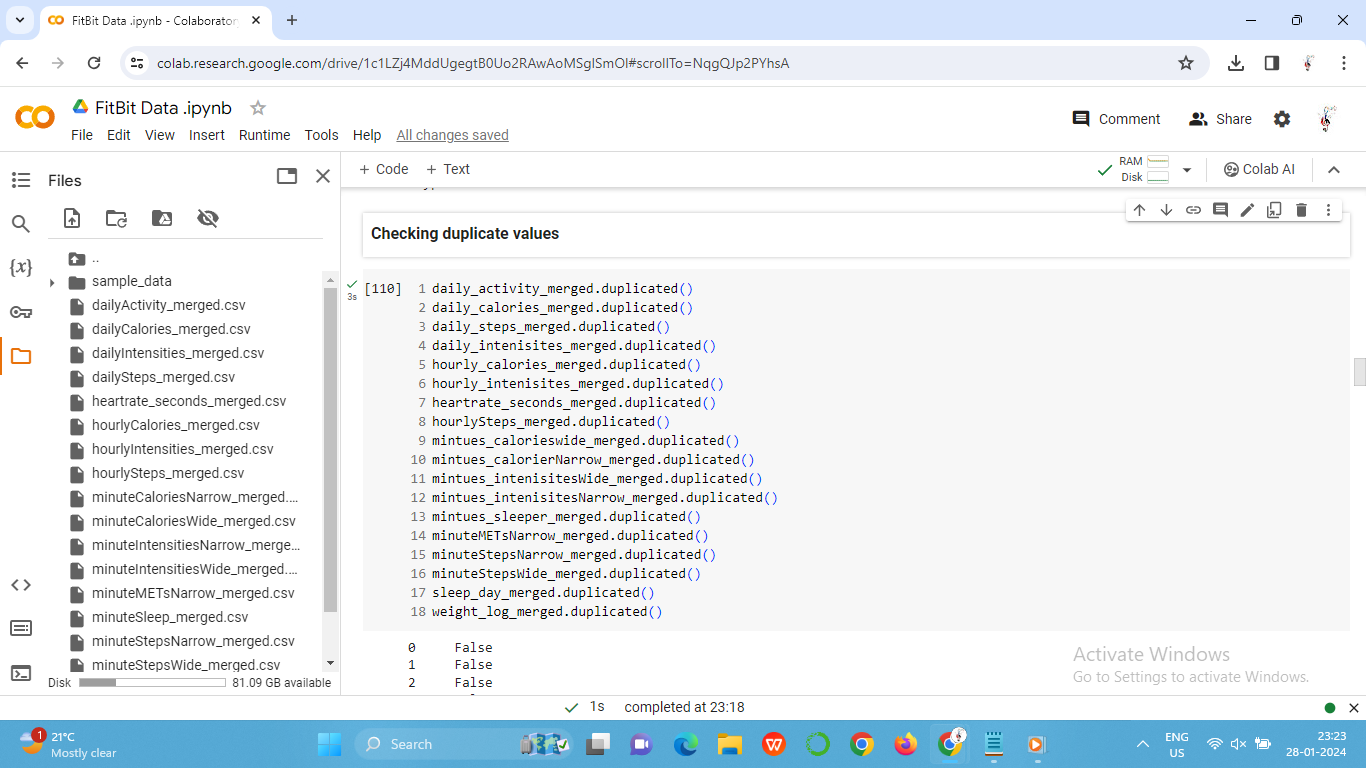 FitBit Data .ipynb - Colaborator
colab.research.google.com/drive/1c1LZj4MddUgegtB0Uo2RAwAoMSglSmOl#scrollTo=NqgQJp2PYhsA
FitBit Data .ipynb
File Edit View Insert Runtime Tools Help All changes saved
Comment Share
Files
+ Code + Text
RAM
Disk
Colab AI
..
sample_data
dailyActivity_merged.csv
dailyCalories_merged.csv
dailyIntensities_merged.csv
dailySteps_merged.csv
heartrate_seconds_merged.csv
hourlyCalories_merged.csv
hourlyIntensities_merged.csv
hourlySteps_merged.csv
minuteCaloriesNarrow_merged....
minuteCaloriesWide_merged.csv
minuteIntensitiesNarrow_merge...
minuteIntensitiesWide_merged....
minuteMETsNarrow_merged.csv
minuteSleep_merged.csv
minuteStepsNarrow_merged.csv
minuteStepsWide_merged.csv
Disk 81.09 GB available
Checking duplicate values
3s
[110] 1 daily_activity_merged.duplicated()
2 daily_calories_merged.duplicated()
3 daily_steps_merged.duplicated()
4 daily_intenisites_merged.duplicated()
5 hourly_calories_merged.duplicated()
6 hourly_intenisites_merged.duplicated()
7 heartrate_seconds_merged.duplicated()
8 hourlySteps_merged.duplicated()
9 mintues_calorieswide_merged.duplicated()
10 mintues_calorierNarrow_merged.duplicated()
11 mintues_intenisitesWide_merged.duplicated()
12 mintues_intenisitesNarrow_merged.duplicated()
13 mintues_sleeper_merged.duplicated()
14 minuteMETsNarrow_merged.duplicated()
15 minuteStepsNarrow_merged.duplicated()
16 minuteStepsWide_merged.duplicated()
17 sleep_day_merged.duplicated()
18 weight_log_merged.duplicated()
0 False
1 False
2 False
Activate Windows
Go to Settings to activate Windows.
1s completed at 23:18
1
21°C
Mostly clear
Search
ENG
US
23:23
28-01-2024